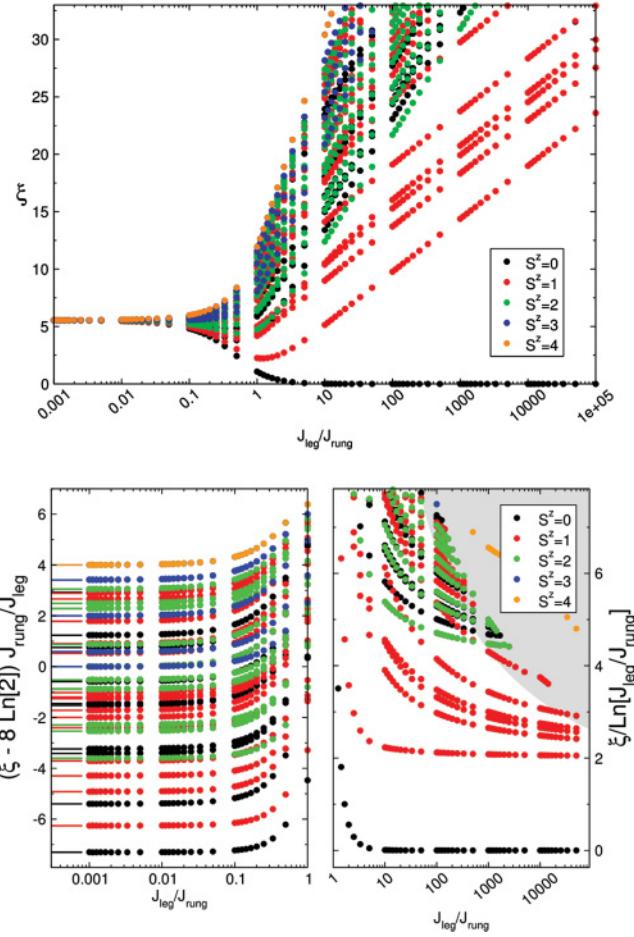 30
25
20
ξ
15
10
5
0
S^z=0
S^z=1
S^z=2
S^z=3
S^z=4
0.001
0.01
0.1
1
10
100
1000
10000
1e+05
J_leg/J_rung
6
4
2
0
-2
-4
-6
(ξ - 8 Ln[2]) J_rung/J_leg
0.001
0.01
0.1
1
J_leg/J_rung
S^z=0
S^z=1
S^z=2
S^z=3
S^z=4
6
4
2
0
ξ/Ln[J_leg/J_rung]
1
10
100
1000
10000
J_leg/J_rung